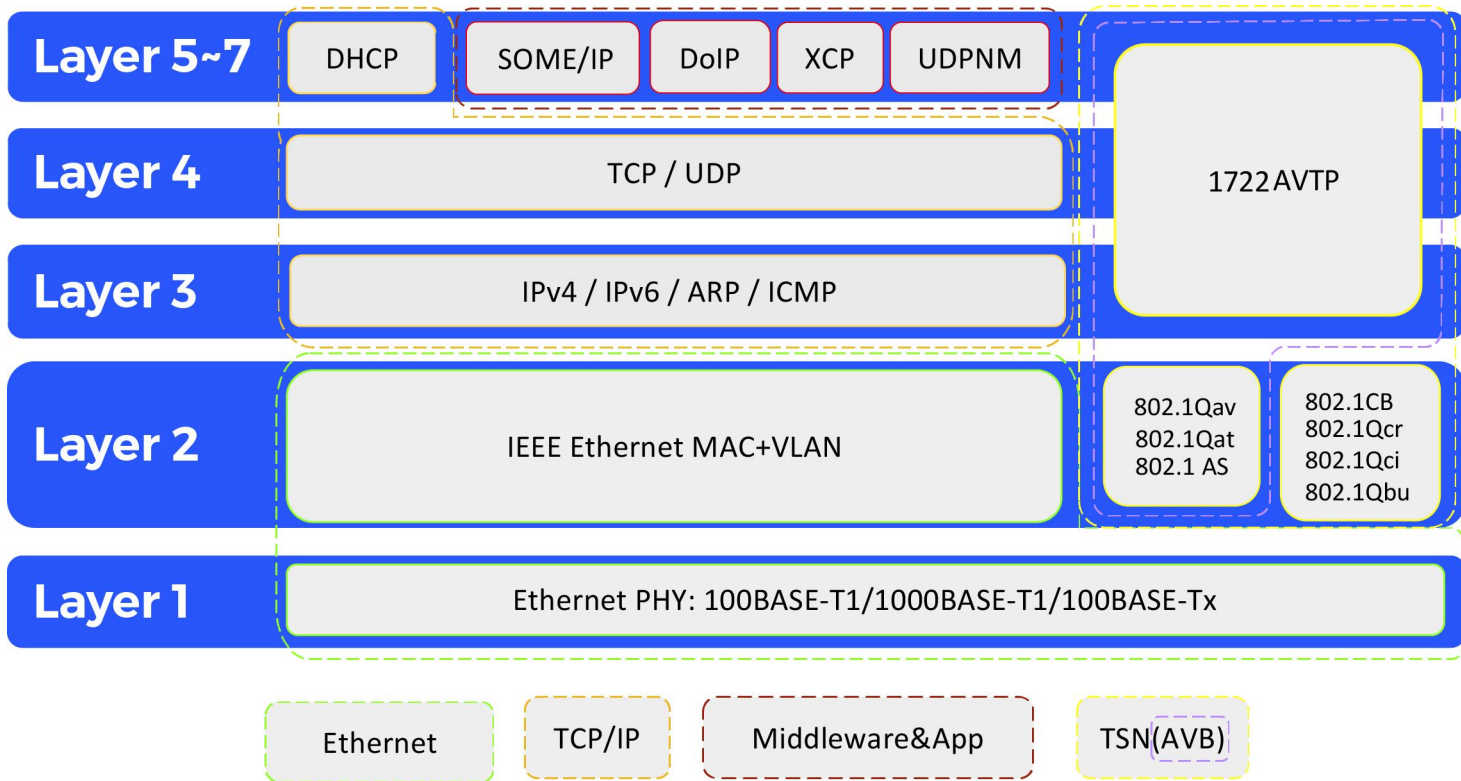 Layer 5~7
DHCP
SOME/IP
DoIP
XCP
UDPNM
Layer 4
TCP / UDP
1722 AVTP
Layer 3
IPv4 / IPv6 / ARP / ICMP
Layer 2
IEEE Ethernet MAC+VLAN
802.1Qav
802.1Qat
802.1 AS
802.1CB
802.1Qcr
802.1Qci
802.1Qbu
Layer 1
Ethernet PHY: 100BASE-T1/1000BASE-T1/100BASE-Tx
Ethernet
TCP/IP
Middleware&App
TSN(AVB)